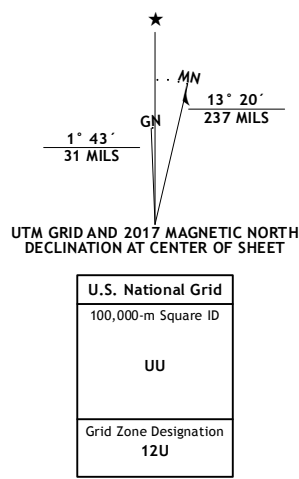 ★
MN
GN
13° 20´
237 MILS
1° 43´
31 MILS
UTM GRID AND 2017 MAGNETIC NORTH
DECLINATION AT CENTER OF SHEET
U.S. National Grid
100,000-m Square ID
UU
Grid Zone Designation
12U